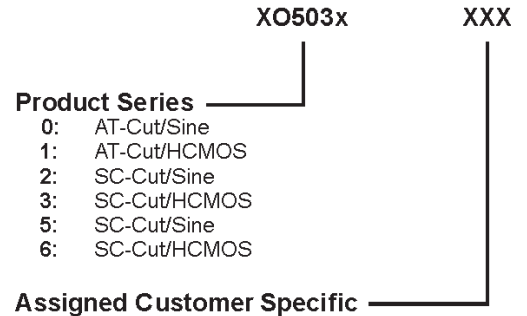 XO503x XXX
Product Series
0: AT-Cut/Sine
1: AT-Cut/HCMOS
2: SC-Cut/Sine
3: SC-Cut/HCMOS
5: SC-Cut/Sine
6: SC-Cut/HCMOS
Assigned Customer Specific